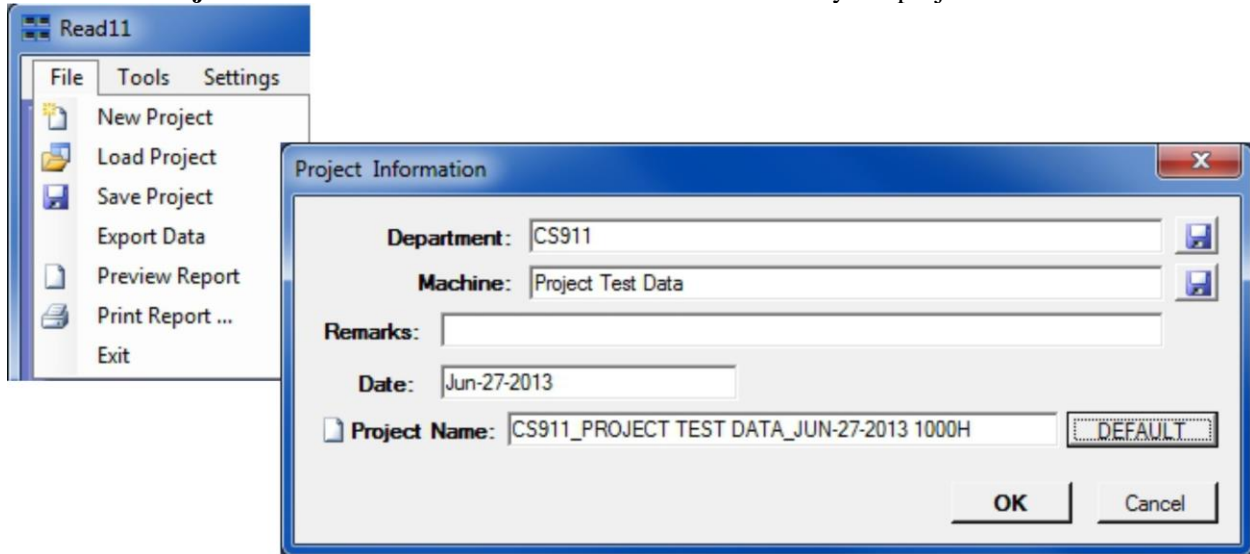 Read11
File Tools Settings
New Project
Load Project
Save Project
Export Data
Preview Report
Print Report ...
Exit
Project Information
Department: CS911
Machine: Project Test Data
Remarks:
Date: Jun-27-2013
Project Name: CS911_PROJECT TEST DATA_JUN-27-2013 1000H DEFAULT
OK Cancel